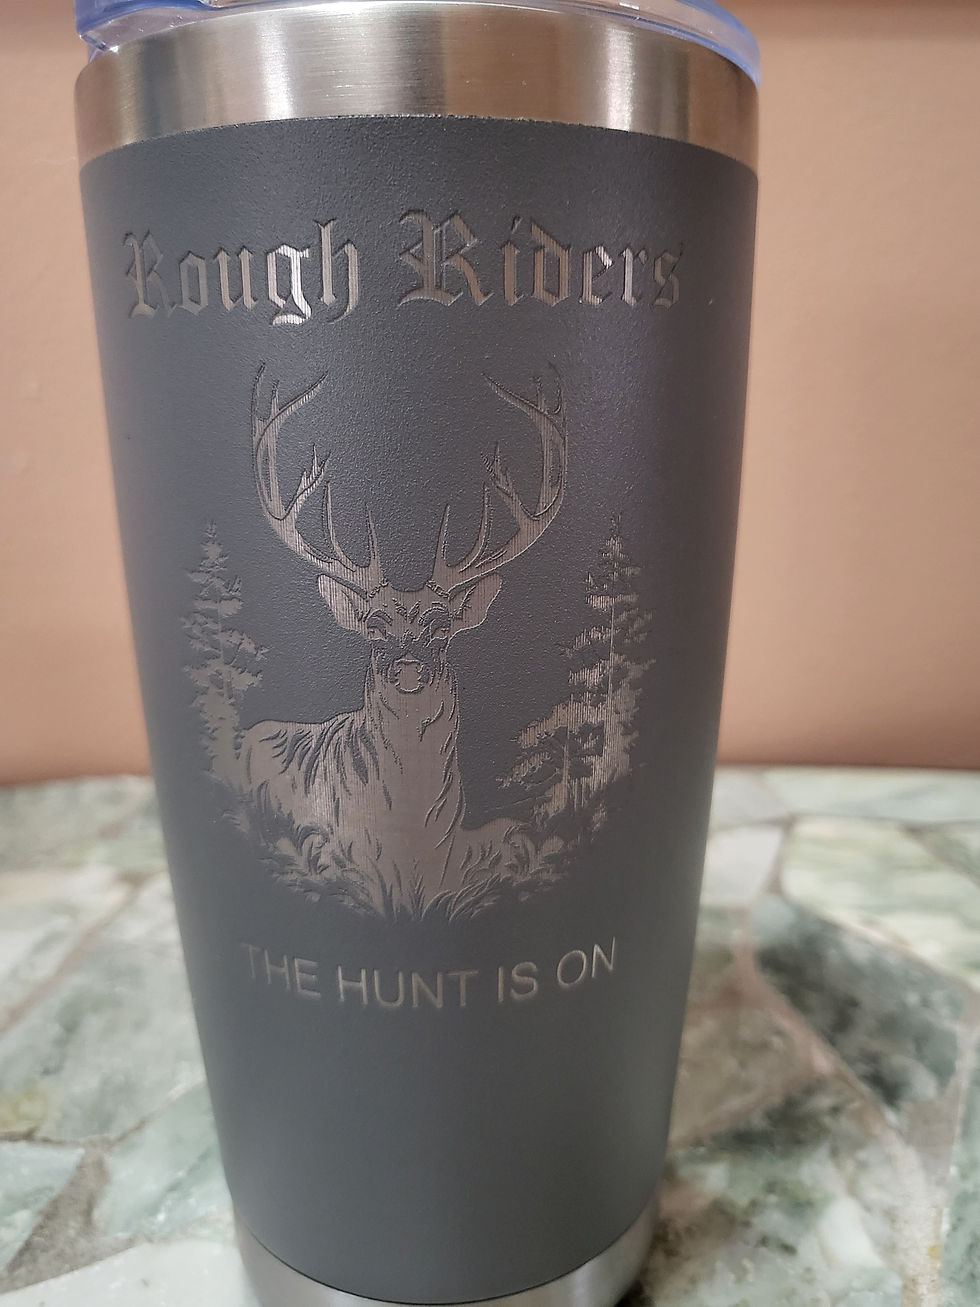 Rough Riders
THE HUNT IS ON